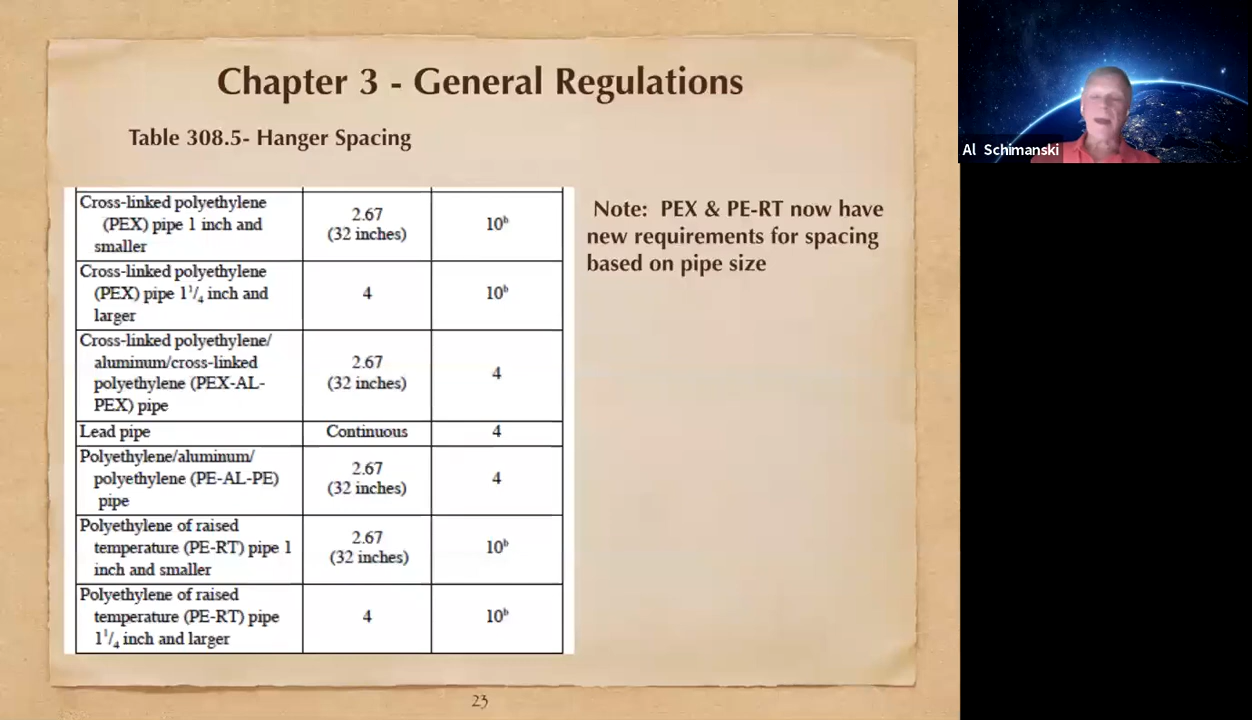 Chapter 3 - General Regulations
Table 308.5- Hanger Spacing
Cross-linked polyethylene
(PEX) pipe 1 inch and
smaller
2.67
(32 inches)
10ᵇ
Cross-linked polyethylene
(PEX) pipe 1¹/₄ inch and
larger
4
10ᵇ
Cross-linked polyethylene/
aluminum/cross-linked
polyethylene (PEX-AL-
PEX) pipe
2.67
(32 inches)
4
Lead pipe
Continuous
4
Polyethylene/aluminum/
polyethylene (PE-AL-PE)
pipe
2.67
(32 inches)
4
Polyethylene of raised
temperature (PE-RT) pipe 1
inch and smaller
2.67
(32 inches)
10ᵇ
Polyethylene of raised
temperature (PE-RT) pipe
1¹/₄ inch and larger
4
10ᵇ
Note: PEX & PE-RT now have
new requirements for spacing
based on pipe size
23
Al Schimanski